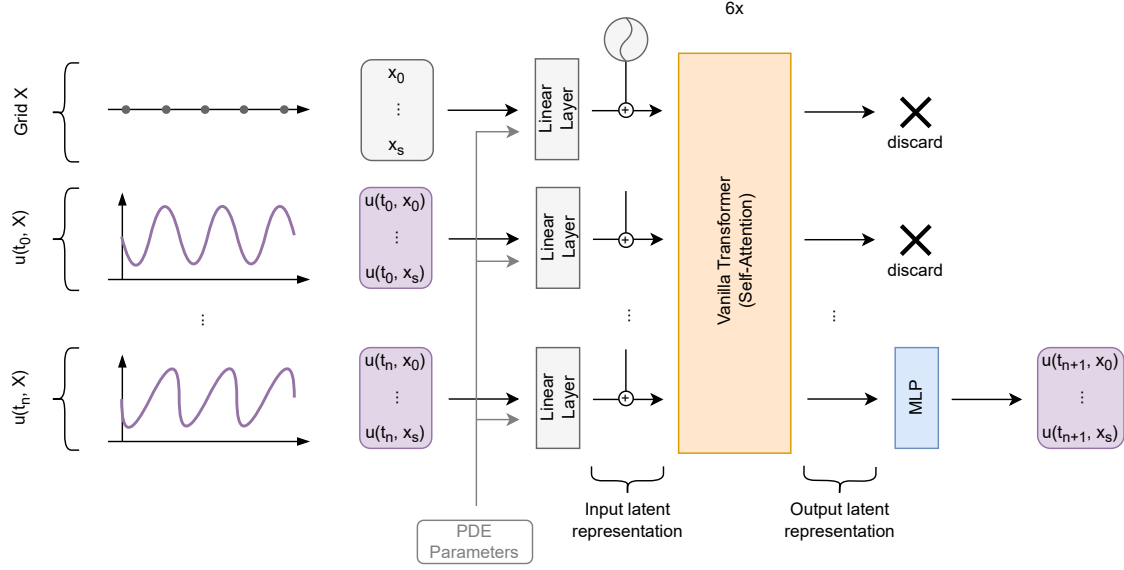 6x
Grid X
x0
⋮
xs
Linear
Layer
discard
u(t0, X)
u(t0, x0)
⋮
u(t0, xs)
Linear
Layer
Vanilla Transformer
(Self-Attention)
discard
⋮
⋮
⋮
u(tn, X)
u(tn, x0)
⋮
u(tn, xs)
Linear
Layer
MLP
u(tn+1, x0)
⋮
u(tn+1, xs)
PDE
Parameters
Input latent
representation
Output latent
representation